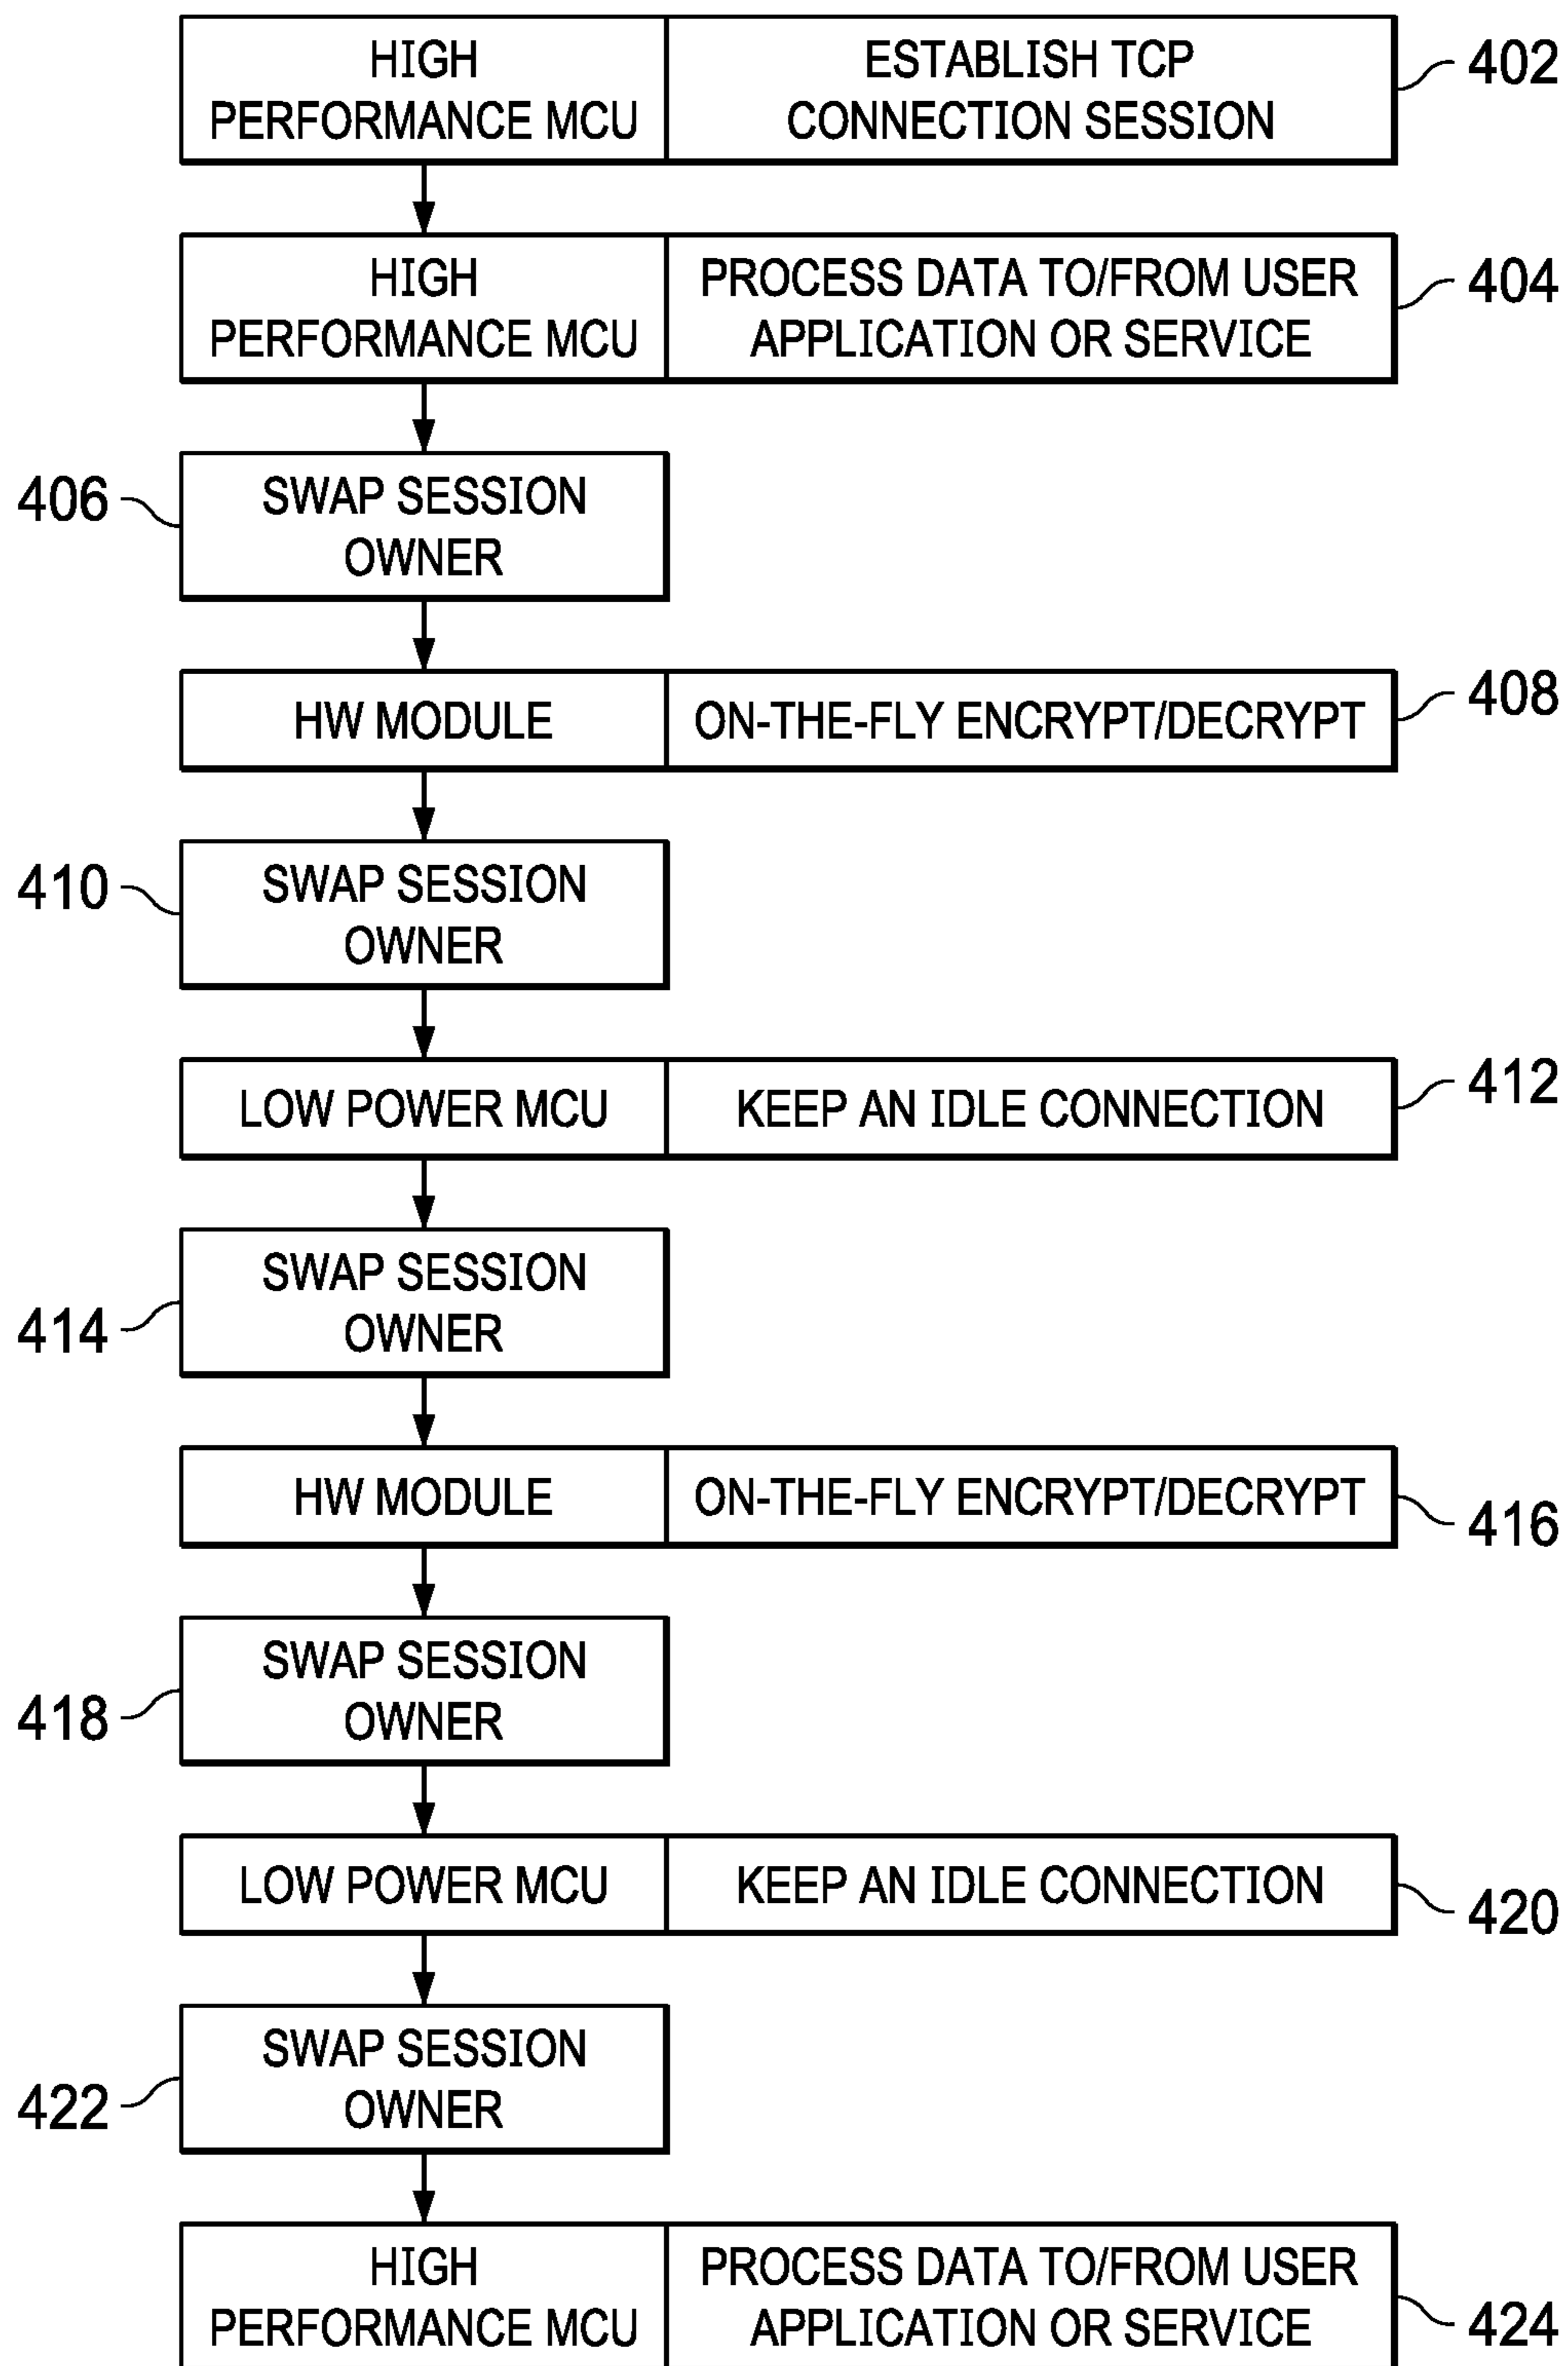 HIGH
PERFORMANCE MCU
ESTABLISH TCP
CONNECTION SESSION
402
HIGH
PERFORMANCE MCU
PROCESS DATA TO/FROM USER
APPLICATION OR SERVICE
404
406
SWAP SESSION
OWNER
HW MODULE
ON-THE-FLY ENCRYPT/DECRYPT
408
410
SWAP SESSION
OWNER
LOW POWER MCU
KEEP AN IDLE CONNECTION
412
414
SWAP SESSION
OWNER
HW MODULE
ON-THE-FLY ENCRYPT/DECRYPT
416
418
SWAP SESSION
OWNER
LOW POWER MCU
KEEP AN IDLE CONNECTION
420
422
SWAP SESSION
OWNER
HIGH
PERFORMANCE MCU
PROCESS DATA TO/FROM USER
APPLICATION OR SERVICE
424